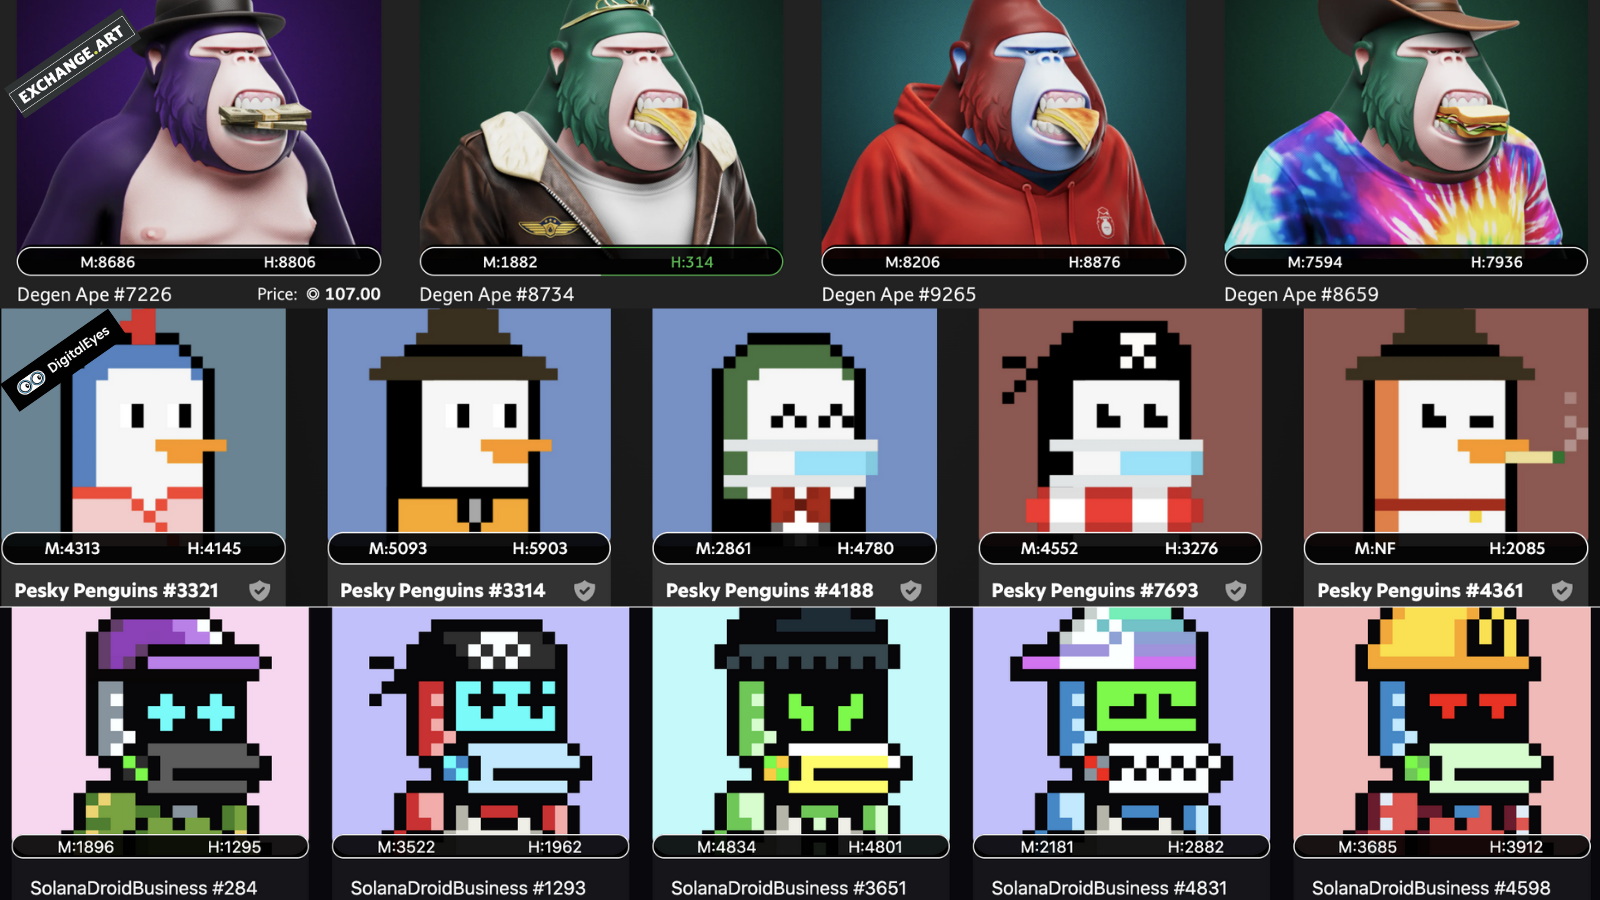 EXCHANGE.ART
M:8686 H:8806
M:1882 H:314
M:8206 H:8876
M:7594 H:7936
Degen Ape #7226 Price: 107.00
Degen Ape #8734
Degen Ape #9265
Degen Ape #8659
DigitalEyes
M:4313 H:4145
M:5093 H:5903
M:2861 H:4780
M:4552 H:3276
M:NF H:2085
Pesky Penguins #3321
Pesky Penguins #3314
Pesky Penguins #4188
Pesky Penguins #7693
Pesky Penguins #4361
M:1896 H:1295
M:3522 H:1962
M:4834 H:4801
M:2181 H:2882
M:3685 H:3912
SolanaDroidBusiness #284
SolanaDroidBusiness #1293
SolanaDroidBusiness #3651
SolanaDroidBusiness #4831
SolanaDroidBusiness #4598